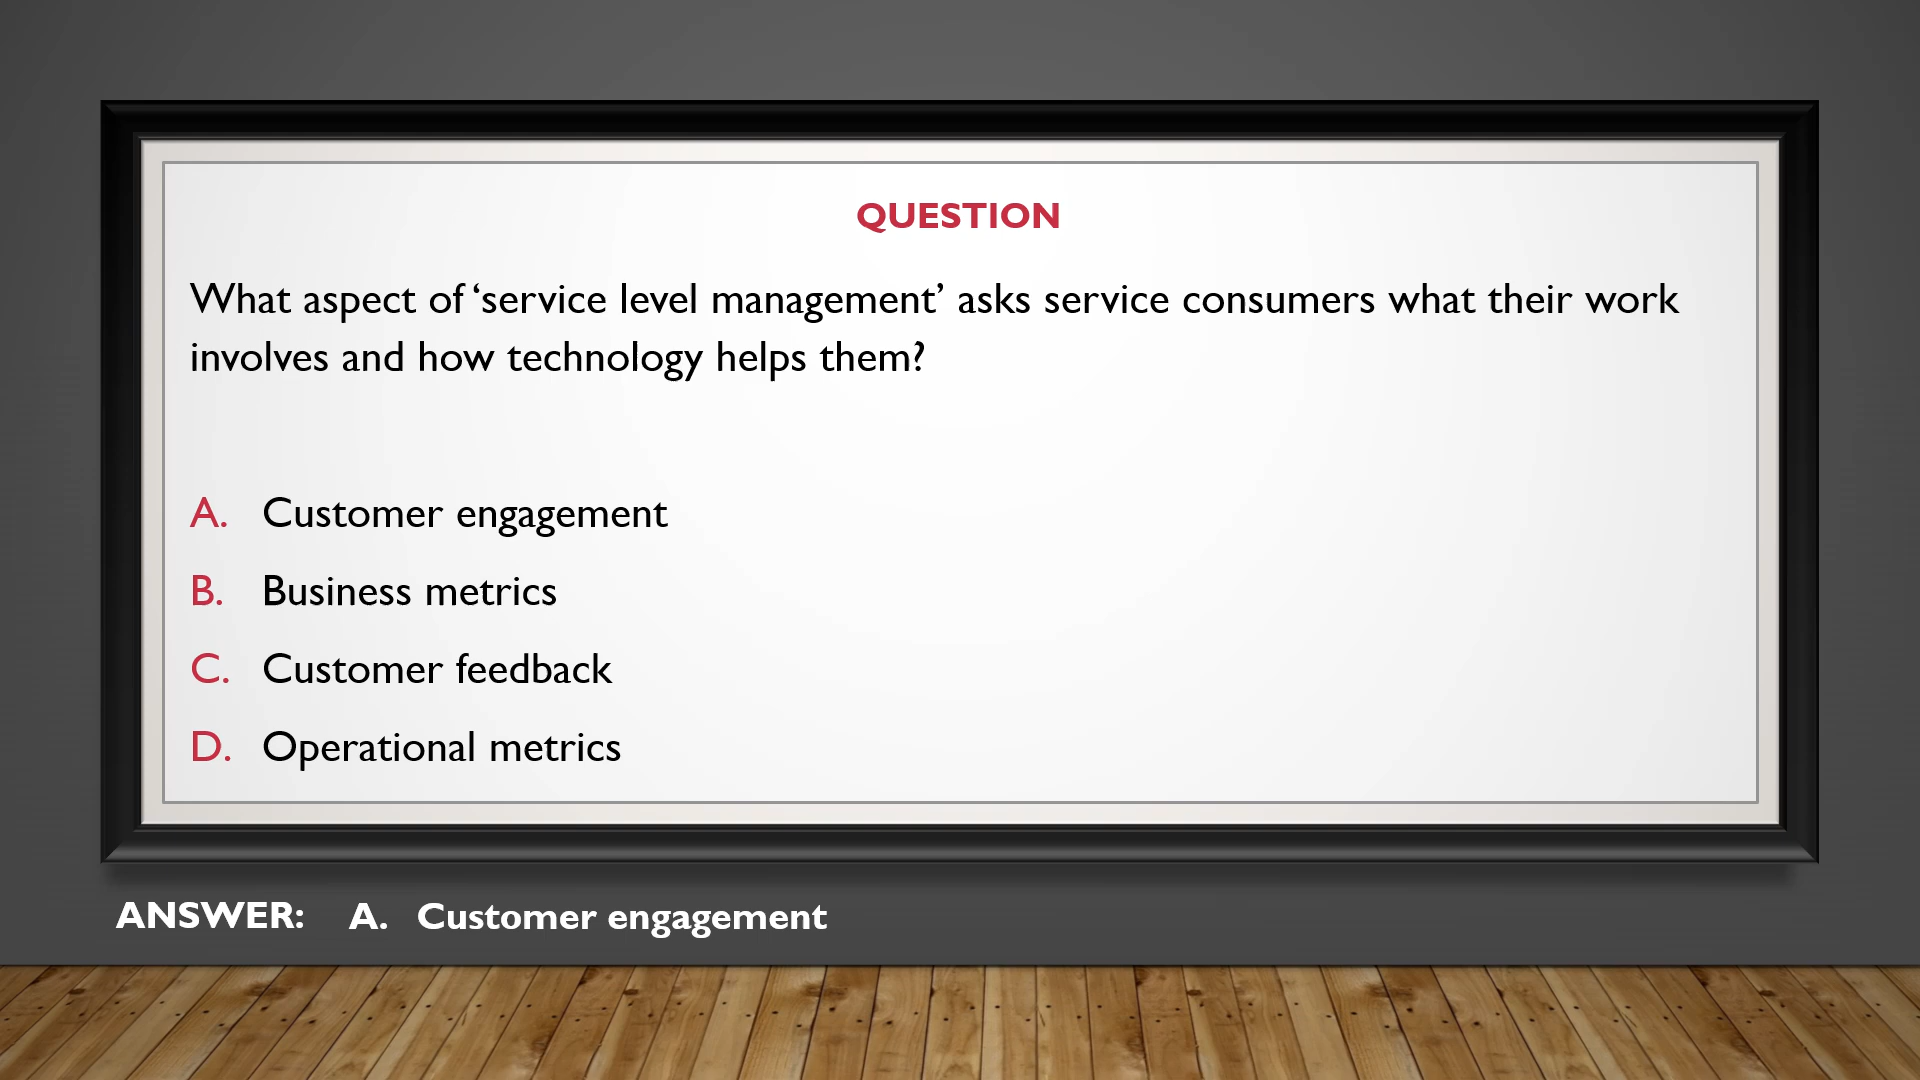 QUESTION
What aspect of ‘service level management’ asks service consumers what their work
involves and how technology helps them?
A. Customer engagement
B. Business metrics
C. Customer feedback
D. Operational metrics
ANSWER: A. Customer engagement